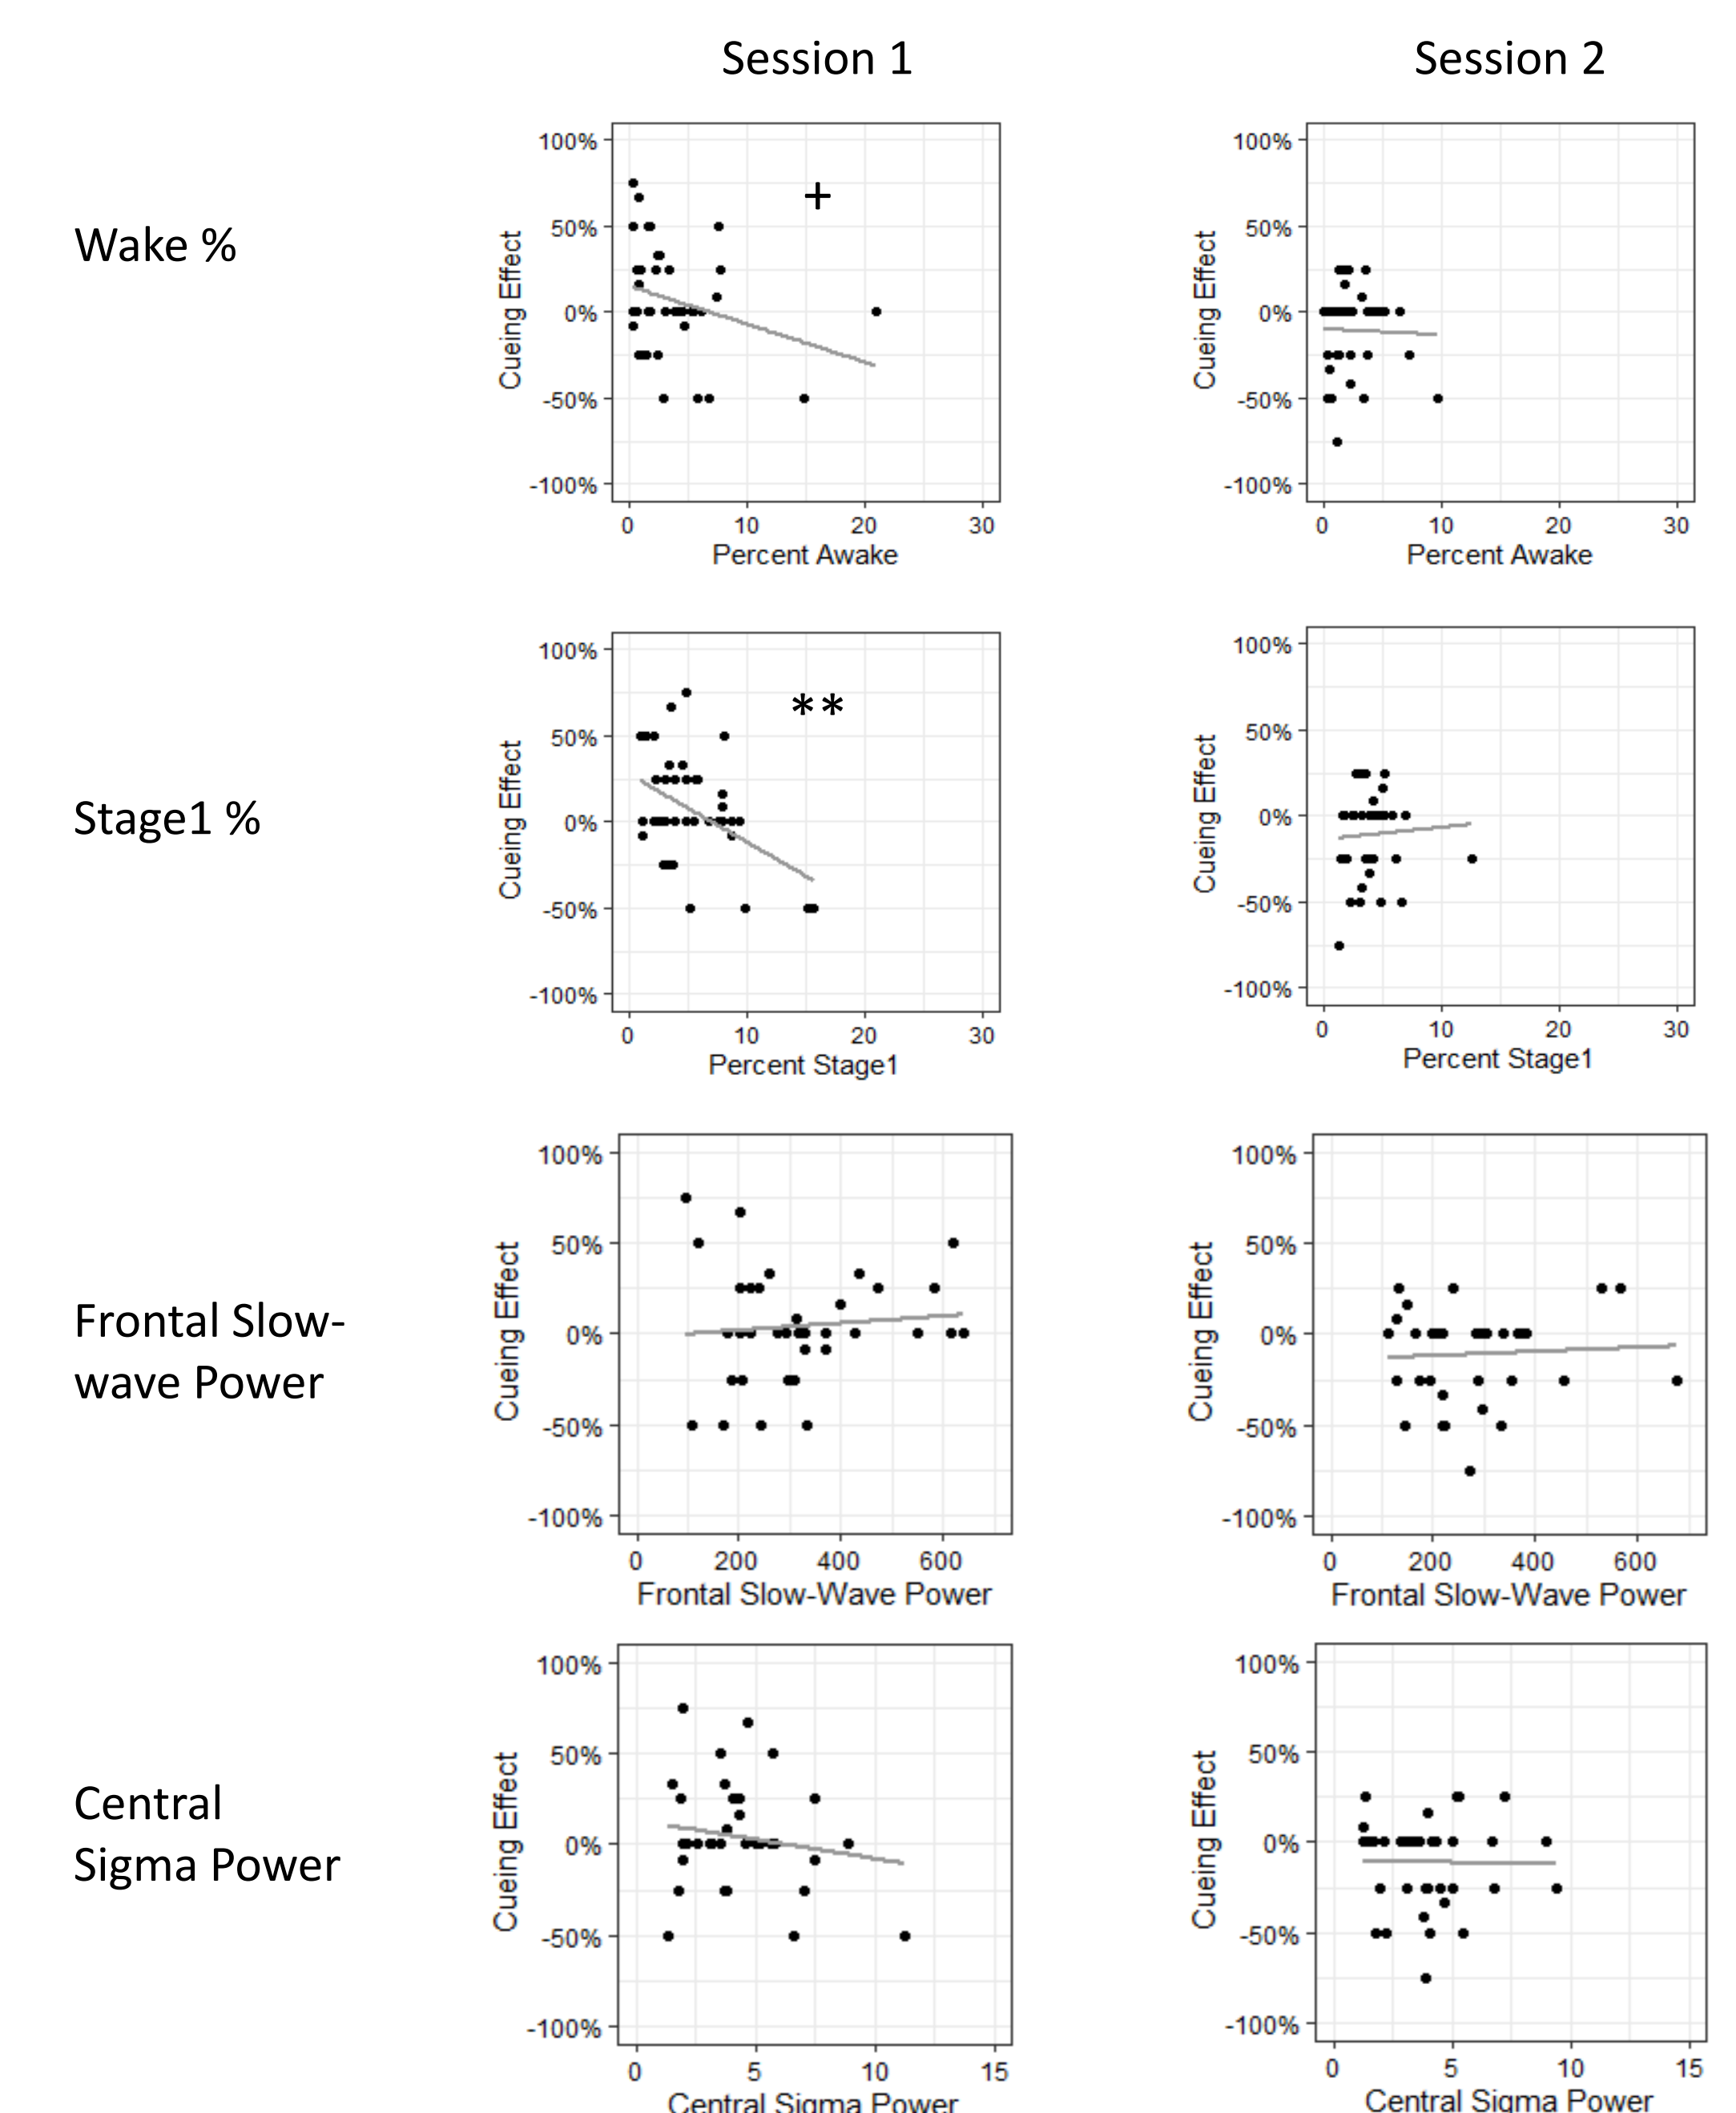 Session 1
Session 2
Wake %
100%
50%
0%
-50%
-100%
Cueing Effect
0 10 20 30
Percent Awake
100%
50%
0%
-50%
-100%
Cueing Effect
0 10 20 30
Percent Awake
+
Stage1 %
100%
50%
0%
-50%
-100%
Cueing Effect
0 10 20 30
Percent Stage1
**
100%
50%
0%
-50%
-100%
Cueing Effect
0 10 20 30
Percent Stage1
Frontal Slow-
wave Power
100%
50%
0%
-50%
-100%
Cueing Effect
0 200 400 600
Frontal Slow-Wave Power
100%
50%
0%
-50%
-100%
Cueing Effect
0 200 400 600
Frontal Slow-Wave Power
Central
Sigma Power
100%
50%
0%
-50%
-100%
Cueing Effect
0 5 10 15
Central Sigma Power
100%
50%
0%
-50%
-100%
Cueing Effect
0 5 10 15
Central Sigma Power